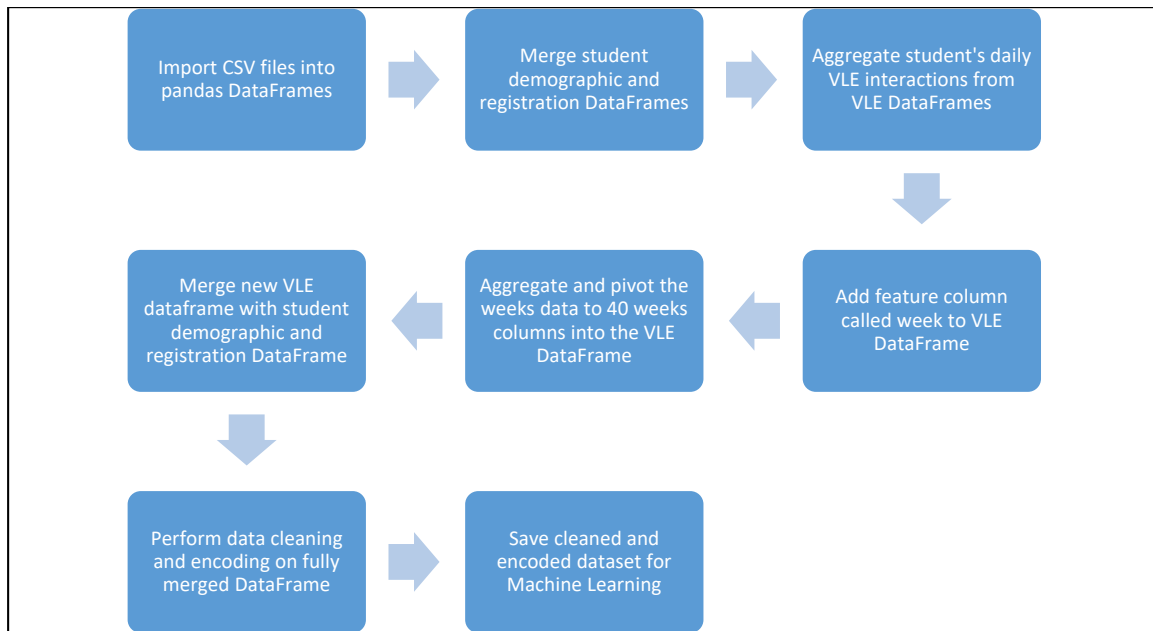 Import CSV files into
pandas DataFrames
Merge student
demographic and
registration DataFrames
Aggregate student's daily
VLE interactions from
VLE DataFrames
Add feature column
called week to VLE
DataFrame
Aggregate and pivot the
weeks data to 40 weeks
columns into the VLE
DataFrame
Merge new VLE
dataframe with student
demographic and
registration DataFrame
Perform data cleaning
and encoding on fully
merged DataFrame
Save cleaned and
encoded dataset for
Machine Learning